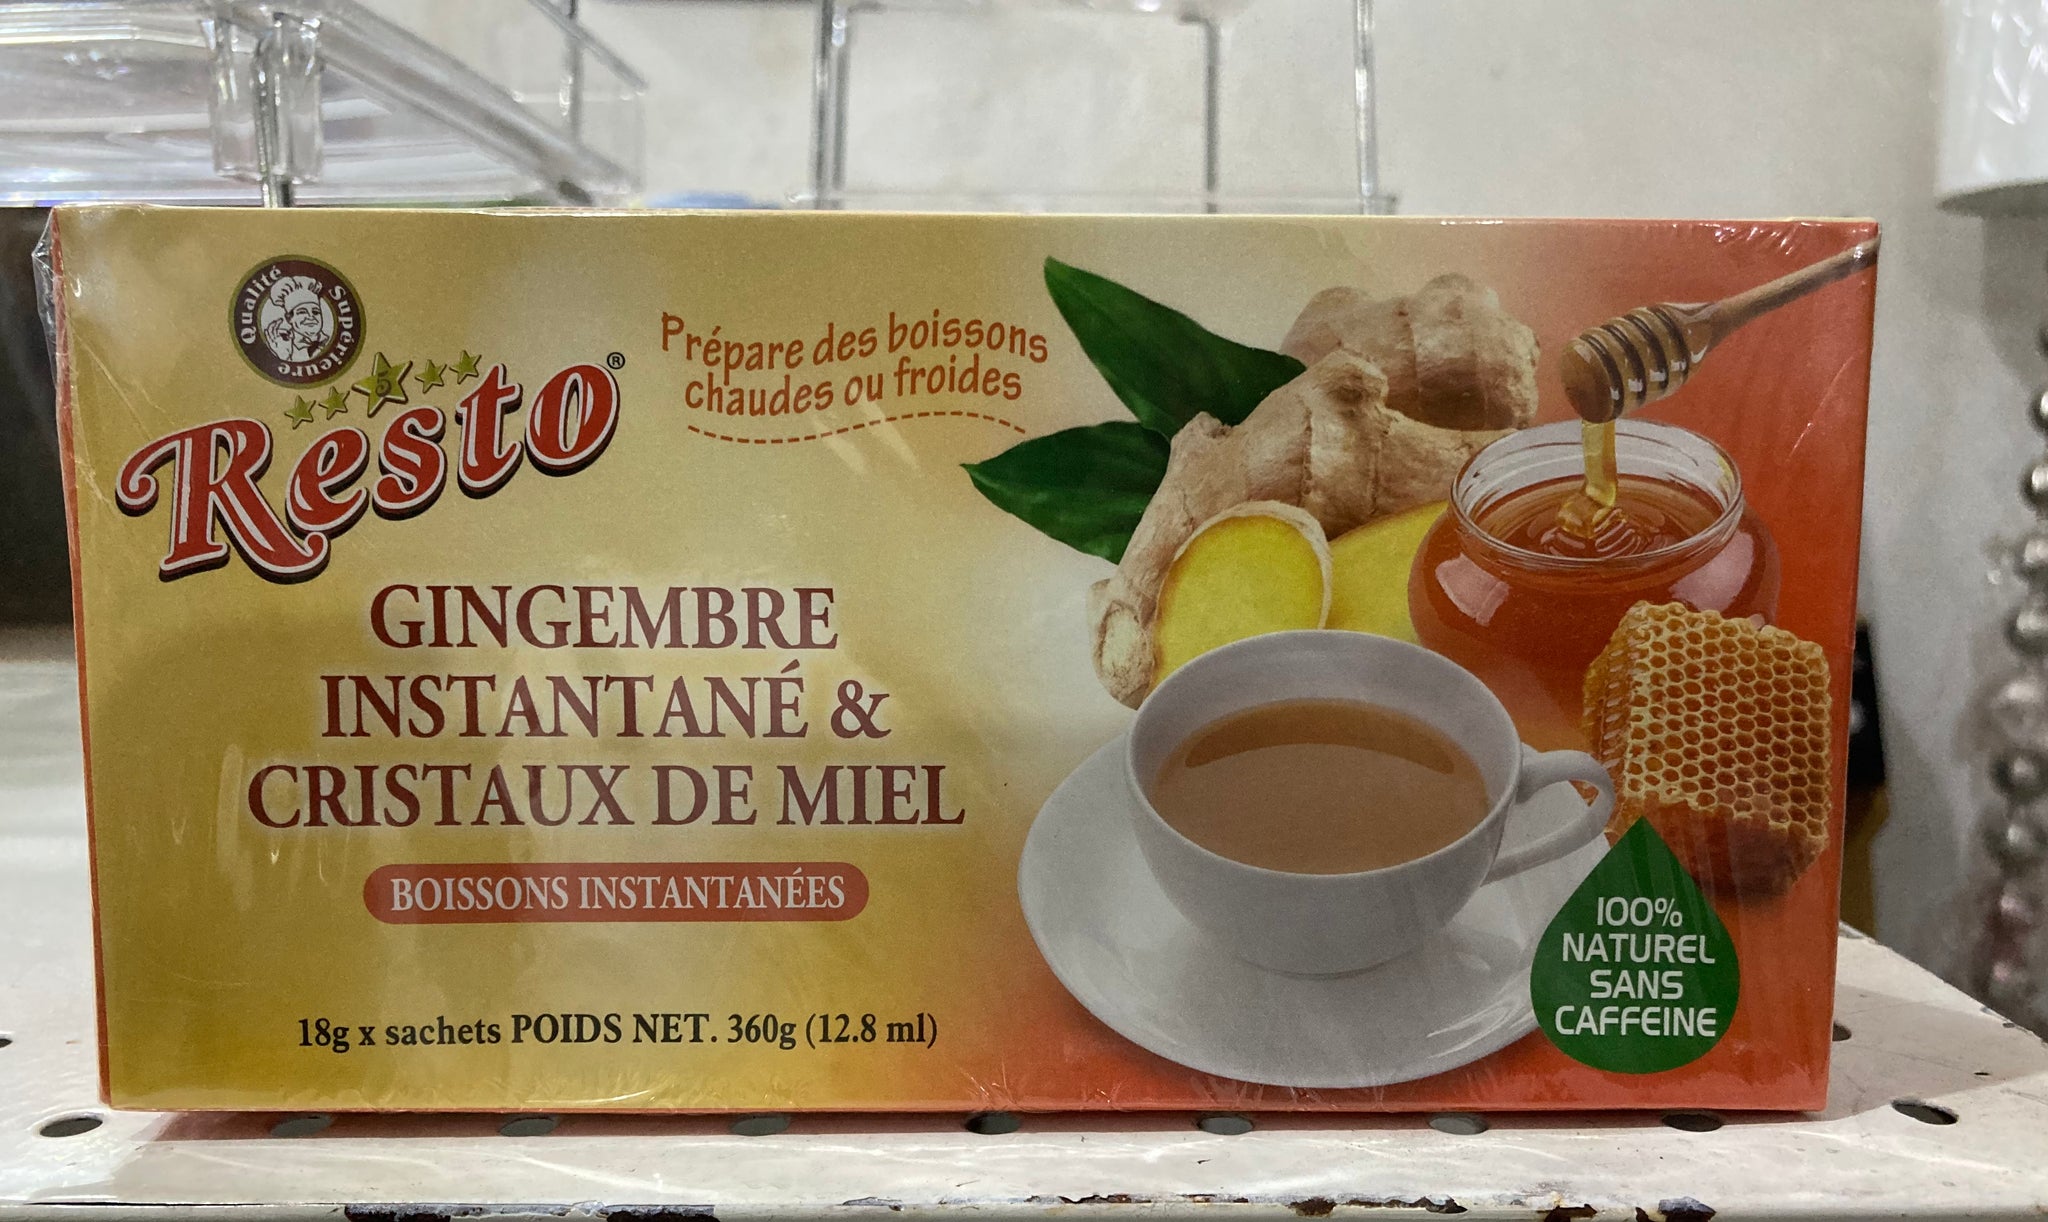 Qualité Supérieure
5
Resto®
Prépare des boissons
chaudes ou froides
GINGEMBRE
INSTANTANÉ &
CRISTAUX DE MIEL
BOISSONS INSTANTANÉES
18g x sachets POIDS NET. 360g (12.8 ml)
100%
NATUREL
SANS
CAFFEINE